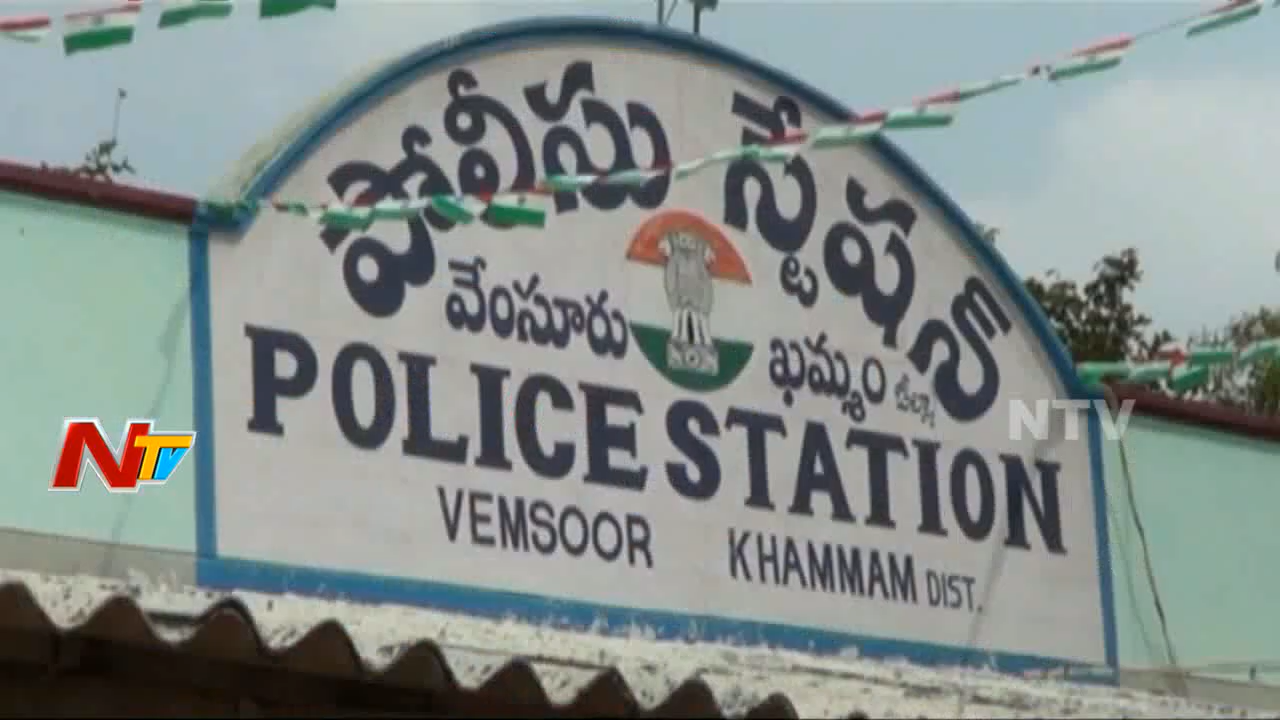 పోలీసు స్టేషన్
వేంసూరు ఖమ్మం జిల్లా
POLICE STATION
VEMSOOR KHAMMAM DIST.
NTV
NTV